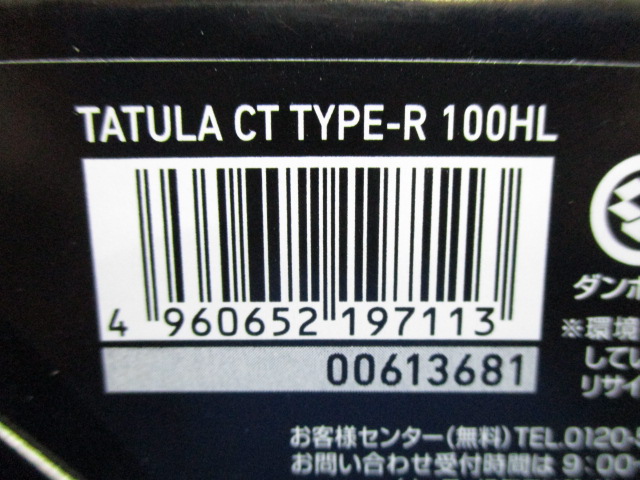 TATULA CT TYPE-R 100HL
4 960652 197113
00613681
ダンボ
※環境
してい
リサイ
お客様センター(無料)TEL.0120-
お問い合わせ受付時間は 9:00-